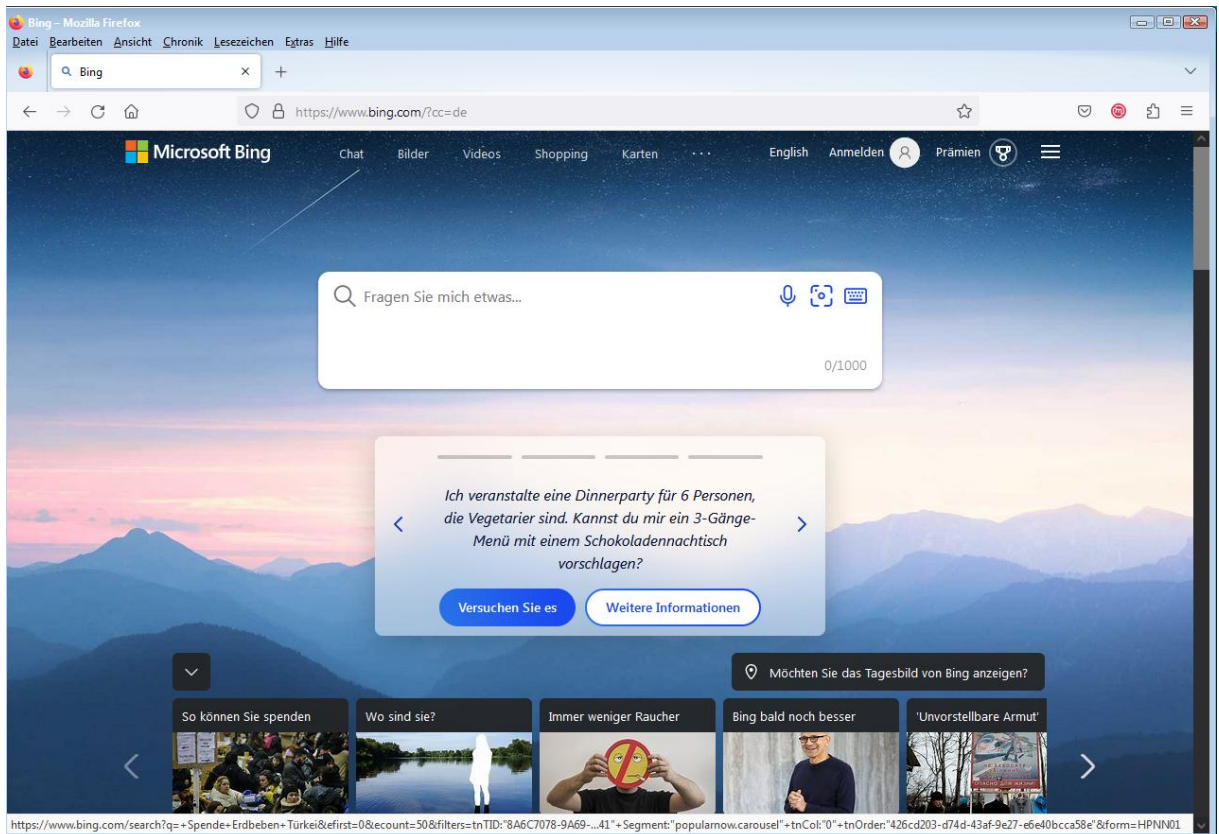 Bing – Mozilla Firefox
Datei Bearbeiten Ansicht Chronik Lesezeichen Extras Hilfe
Bing
https://www.bing.com/?cc=de
Microsoft Bing Chat Bilder Videos Shopping Karten ... English Anmelden Prämien
Fragen Sie mich etwas...
0/1000
Ich veranstalte eine Dinnerparty für 6 Personen,
die Vegetarier sind. Kannst du mir ein 3-Gänge-
Menü mit einem Schokoladennachtisch
vorschlagen?
Versuchen Sie es Weitere Informationen
Möchten Sie das Tagesbild von Bing anzeigen?
So können Sie spenden Wo sind sie? Immer weniger Raucher Bing bald noch besser 'Unvorstellbare Armut'
https://www.bing.com/search?q=+Spende+Erdbeben+Türkei&efirst=0&ecount=50&filters=tnTID:"8A6C7078-9A69-...41"+Segment:"popularnow.carousel"+tnCol:"0"+tnOrder:"426cd203-d74d-43af-9e27-e6e40bcca58e"&form=HPNN01